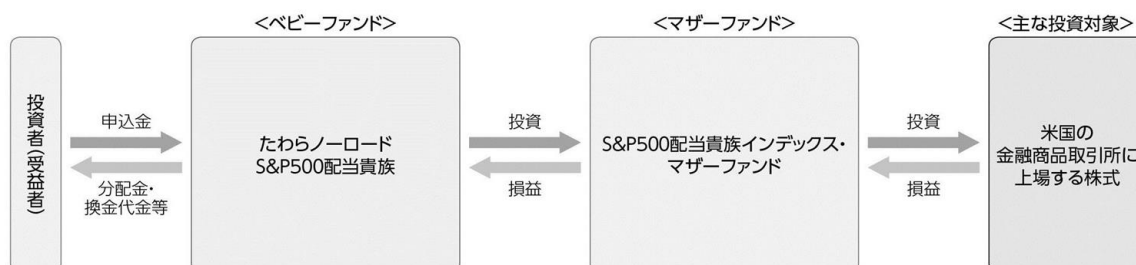 <ベビーファンド>
<マザーファンド>
<主な投資対象>
投資者(受益者)
申込金
分配金・
換金代金等
たわらノーロード
S&P500配当貴族
投資
損益
S&P500配当貴族インデックス・
マザーファンド
投資
損益
米国の
金融商品取引所に
上場する株式